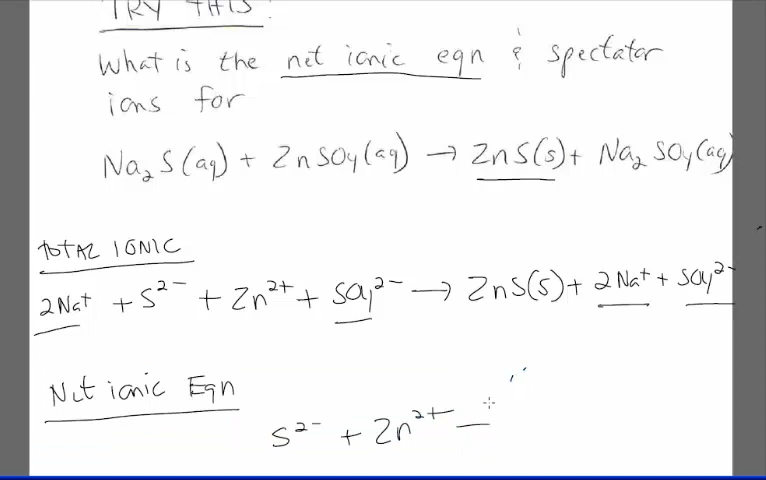 TRY THIS:
What is the net ionic eqn & spectator
ions for
Na₂S(aq) + ZnSO₄(aq) → ZnS(s) + Na₂SO₄(aq)
TOTAL IONIC
2Na⁺ + S²⁻ + Zn²⁺ + SO₄²⁻ → ZnS(s) + 2Na⁺ + SO₄²⁻
Net ionic Eqn
S²⁻ + Zn²⁺ —